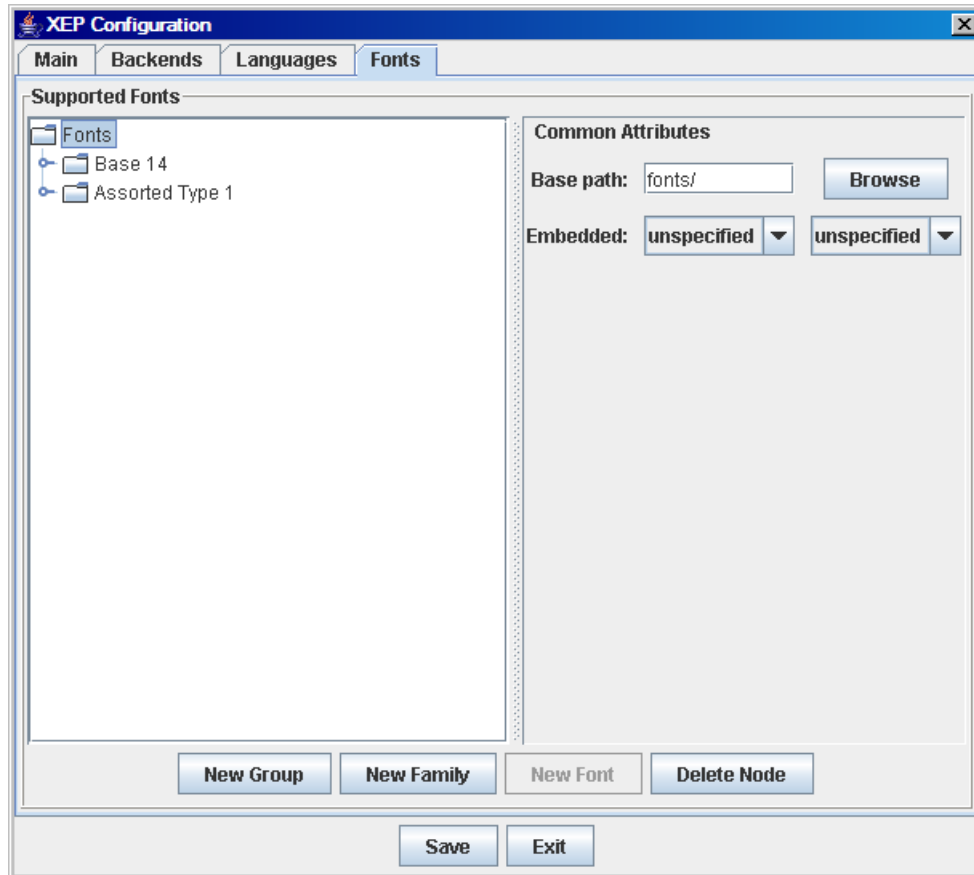 XEP Configuration
Main Backends Languages Fonts
Supported Fonts
Fonts
Base 14
Assorted Type 1
Common Attributes
Base path: fonts/ Browse
Embedded: unspecified unspecified
New Group New Family New Font Delete Node
Save Exit